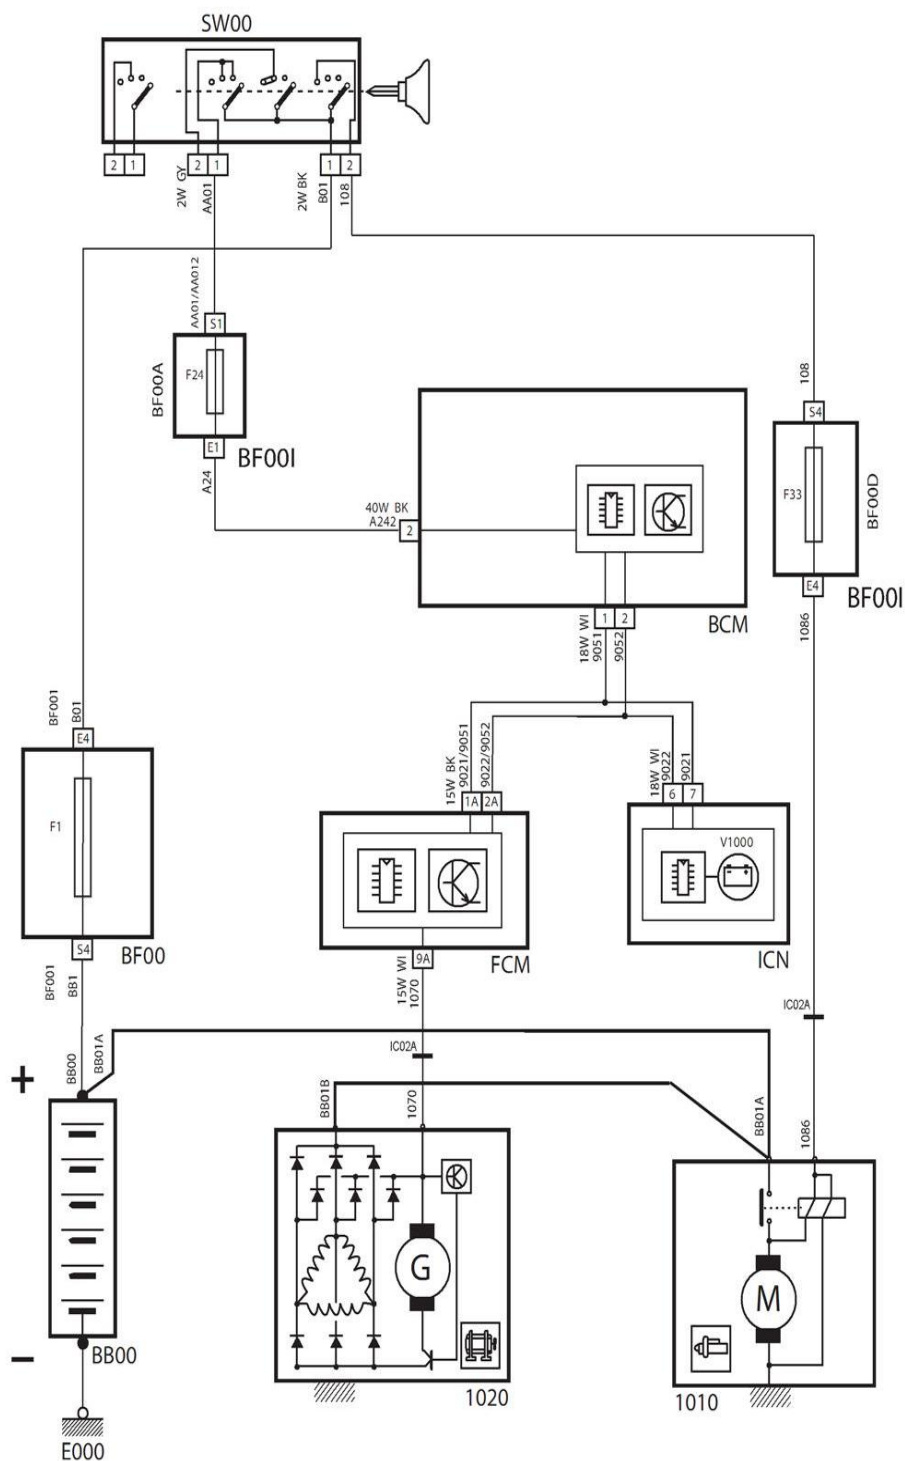 SW00
2 1
2 1
1 2
2W GY
AA01
2W BK
B01
108
AA01/AA012
S1
F24
BF00A
E1
BF00I
A24
40W BK
A242
2
BCM
1 2
18W WI
9051
9052
108
S4
F33
BF00D
E4
BF00I
1086
BF001
B01
E4
F1
S4
BF00
BF001
BB1
15W BK
9021/9051
9022/9052
1A 2A
FCM
9A
15W WI
1070
18W WI
9022
9021
6 7
V1000
ICN
IC02A
IC02A
+
BB00
BB01A
BB01B
1070
BB01A
1086
G
M
–
BB00
1020
1010
E000